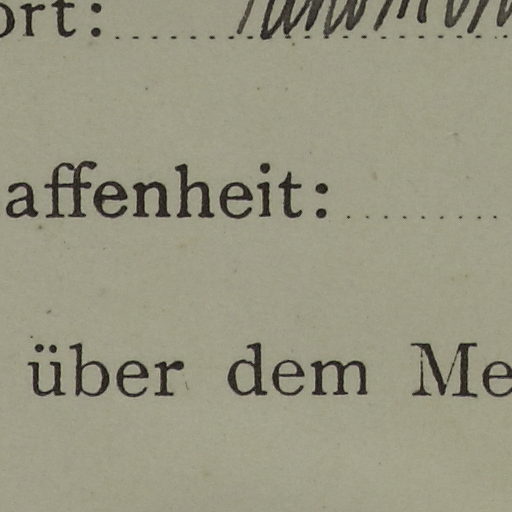 ort:
affenheit:
über dem Me